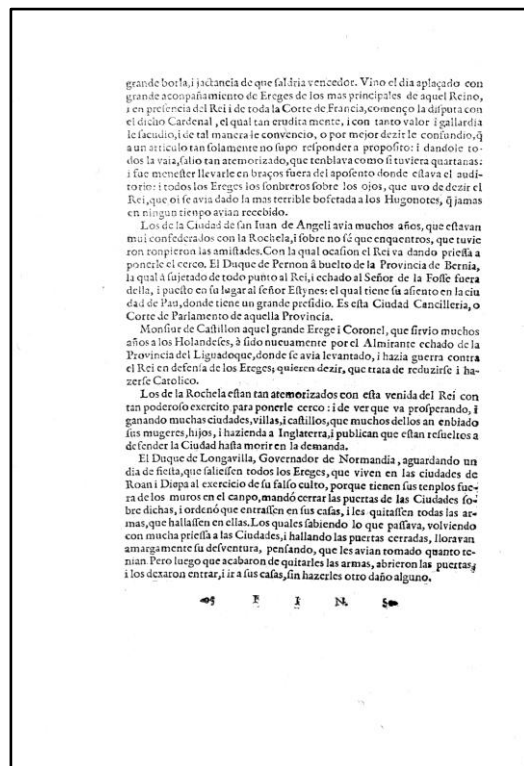 grande borla,i jactancia de que saldria vencedor. Vino el dia aplaçado con
grande aconpañamiento de Ereges de los mas principales de aquel Reino,
i en presencia del Rei i de toda la Corte de Francia,començo la disputa con
el dicho Cardenal, el qual tan erudita mente, i con tanto valor i gallardia
le sacudio,i de tal manera le convencio, o por mejor dezir le confundio,q̃
a un articulo tan solamente no supo responder a proposito: i dandole to-
dos la vaia,salio tan atemorizado, que tenblava como si tuviera quartanas:
i fue menester llevarle en braços fuera del aposento donde estava el audi-
torio: i todos los Ereges los sonbreros sobre los ojos, que uvo de dezir el
Rei,que oi se avia dado la mas terrible bofetada a los Hugonotes, q̃ jamas
en ningun tienpo avian recebido.
Los de la Ciudad de san Iuan de Angeli avia muchos años, que estavan
mui confederados con la Rochela,i sobre no sé que enquentros, que tuvie
ron ronpieron las amistades.Con la qual ocasion el Rei va dando priessa a
ponerle el cerco. El Duque de Pernon â buelto de la Provincia de Bernia,
la qual â sujetado de todo punto al Rei,i echado al Señor de la Fosse fuera
della, i puesto en su lugar al señor Estynes: el qual tiene su asiento en la ciu
dad de Pau,donde tiene un grande presidio. Es esta Ciudad Cancilleria, o
Corte de Parlamento de aquella Provincia.
Monsiur de Castillon aquel grande Erege i Coronel, que sirvio muchos
años a los Holandeses, â sido nuevamente por el Almirante echado de la
Provincia del Liguadoque,donde se avia levantado, i hazia guerra contra
el Rei en defensa de los Ereges; quieren dezir, que trata de reduzirse i ha-
zerse Catolico.
Los de la Rochela estan tan atemorizados con esta venida del Rei con
tan poderoso exercito para ponerle cerco : i de ver que va prosperando, i
ganando muchas ciudades,villas,i castillos,que muchos dellos an enbiado
sus mugeres,hijos, i hazienda a Inglaterra,i publican que estan resueltos a
defender la Ciudad hasta morir en la demanda.
El Duque de Longavilla, Governador de Normandia, aguardando un
dia de fiesta,que saliessen todos los Ereges, que viven en las ciudades de
Roan i Diepa al exercicio de su falso culto, porque tienen sus tenplos fue-
ra de los muros en el canpo,mandó cerrar las puertas de las Ciudades so-
bre dichas, i ordenó que entrassen en sus casas, i les quitassen todas las ar-
mas,que hallassen en ellas.Los quales sabiendo lo que passava, volviendo
con mucha priessa a las Ciudades,i hallando las puertas cerradas, lloravan
amargamente su desventura, pensando, que les avian tomado quanto te-
nian. Pero luego que acabaron de quitarles las armas, abrieron las puertas,
i los dexaron entrar,i ir a sus casas,sin hazerles otro daño alguno.
F I N.